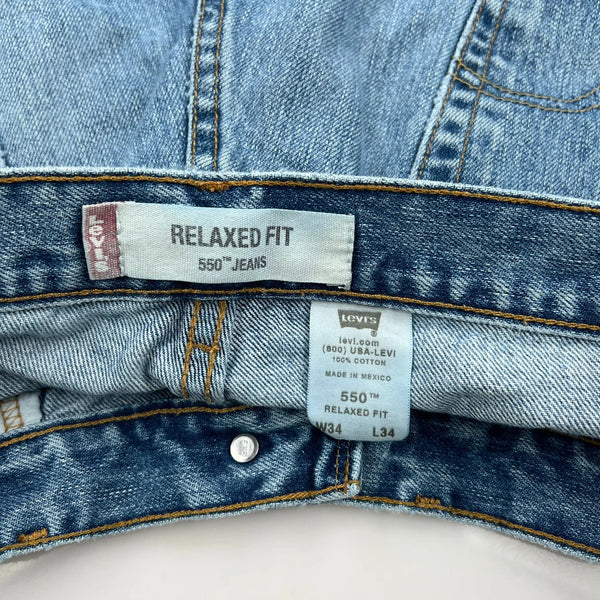 Levi's
RELAXED FIT
550™ JEANS
Levi's
levi.com
(800) USA-LEVI
100% COTTON
MADE IN MEXICO
550™
RELAXED FIT
W34 L34